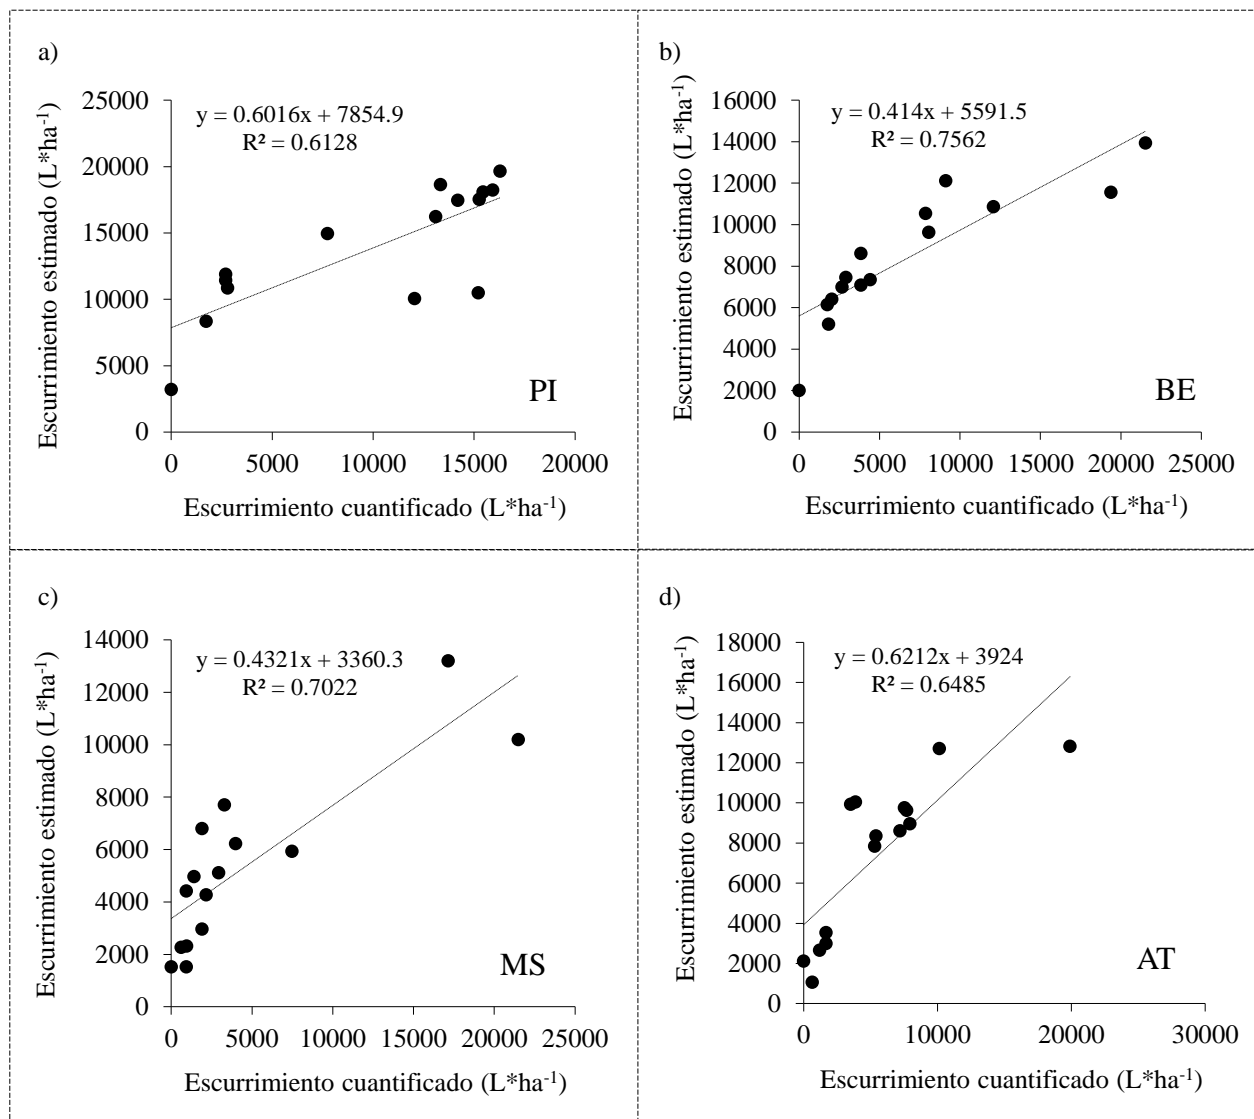 a)
y = 0.6016x + 7854.9
R² = 0.6128
Escurrimiento estimado (L*ha⁻¹)
25000
20000
15000
10000
5000
0
PI
0 5000 10000 15000 20000
Escurrimiento cuantificado (L*ha⁻¹)
b)
y = 0.414x + 5591.5
R² = 0.7562
Escurrimiento estimado (L*ha⁻¹)
16000
14000
12000
10000
8000
6000
4000
2000
0
BE
0 5000 10000 15000 20000 25000
Escurrimiento cuantificado (L*ha⁻¹)
c)
y = 0.4321x + 3360.3
R² = 0.7022
Escurrimiento estimado (L*ha⁻¹)
14000
12000
10000
8000
6000
4000
2000
0
MS
0 5000 10000 15000 20000 25000
Escurrimiento cuantificado (L*ha⁻¹)
d)
y = 0.6212x + 3924
R² = 0.6485
Escurrimiento estimado (L*ha⁻¹)
18000
16000
14000
12000
10000
8000
6000
4000
2000
0
AT
0 10000 20000 30000
Escurrimiento cuantificado (L*ha⁻¹)